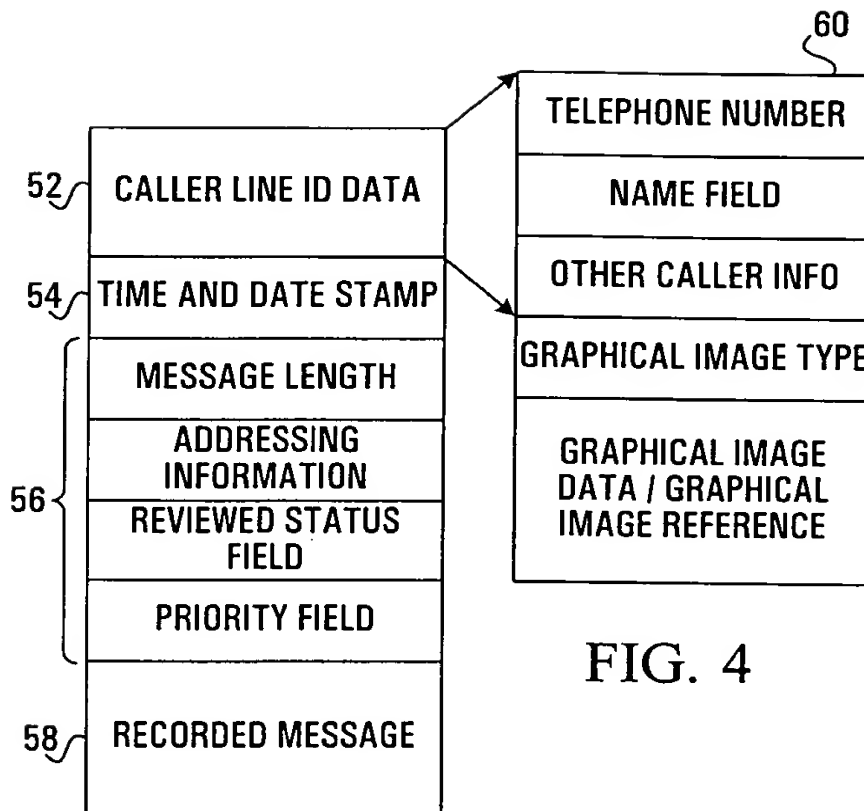 60
TELEPHONE NUMBER
NAME FIELD
OTHER CALLER INFO
GRAPHICAL IMAGE TYPE
GRAPHICAL IMAGE
DATA / GRAPHICAL
IMAGE REFERENCE
52
CALLER LINE ID DATA
54
TIME AND DATE STAMP
56
MESSAGE LENGTH
ADDRESSING
INFORMATION
REVIEWED STATUS
FIELD
PRIORITY FIELD
58
RECORDED MESSAGE
FIG. 4